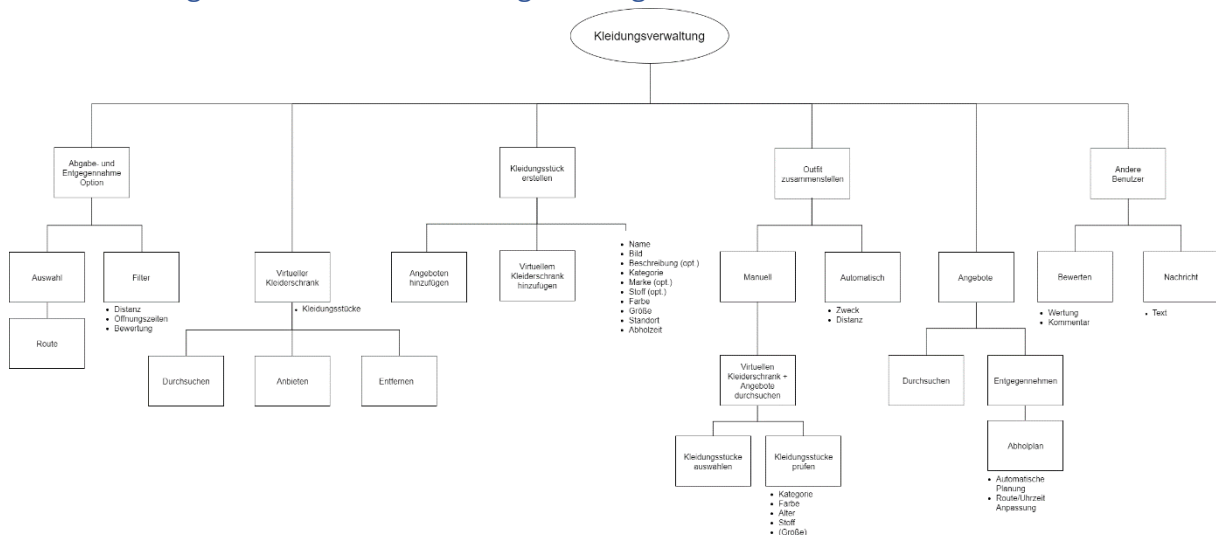 Kleidungsverwaltung
Abgabe- und
Entgegennahme
Option
Kleidungsstück
erstellen
Outfit
zusammenstellen
Andere
Benutzer
Auswahl
Filter
Virtueller
Kleiderschrank
Angeboten
hinzufügen
Virtuellem
Kleiderschrank
hinzufügen
• Name
• Bild
• Beschreibung (opt.)
• Kategorie
• Marke (opt.)
• Stoff (opt.)
• Farbe
• Größe
• Standort
• Abholzeit
Manuell
Automatisch
Angebote
Bewerten
Nachricht
• Distanz
• Öffnungszeiten
• Bewertung
• Kleidungsstücke
• Zweck
• Distanz
• Wertung
• Kommentar
• Text
Route
Durchsuchen
Anbieten
Entfernen
Virtuellen
Kleiderschrank +
Angebote
durchsuchen
Durchsuchen
Entgegennehmen
Kleidungsstücke
auswählen
Kleidungsstücke
prüfen
Abholplan
• Kategorie
• Farbe
• Alter
• Stoff
• (Größe)
• Automatische
Planung
• Route/Uhrzeit
Anpassung